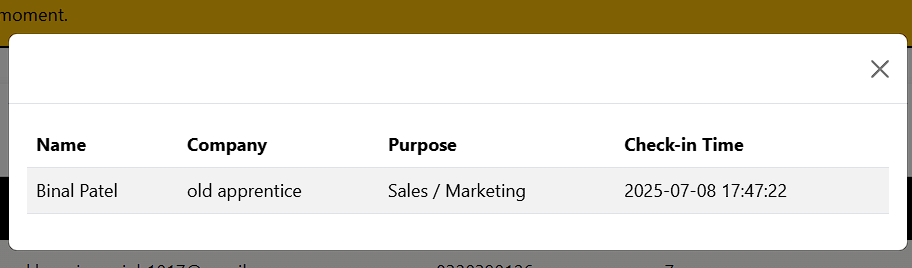 moment.
Name Company Purpose Check-in Time
Binal Patel old apprentice Sales / Marketing 2025-07-08 17:47:22